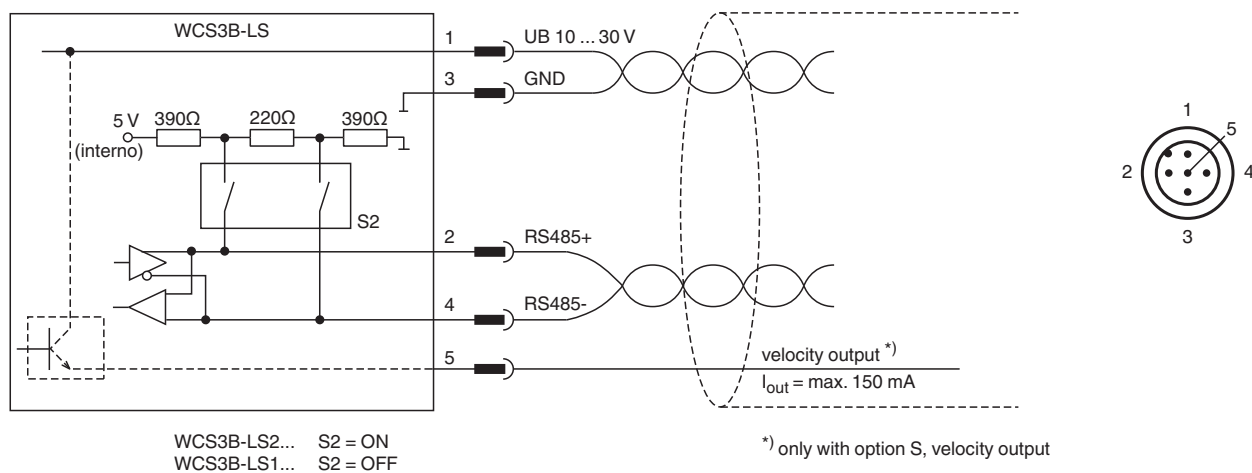 WCS3B-LS
1
UB 10 ... 30 V
3
GND
5 V
(interno)
390Ω
220Ω
390Ω
S2
2
RS485+
4
RS485-
5
velocity output *)
Iout = max. 150 mA
1
5
2
4
3
WCS3B-LS2... S2 = ON
WCS3B-LS1... S2 = OFF
*) only with option S, velocity output